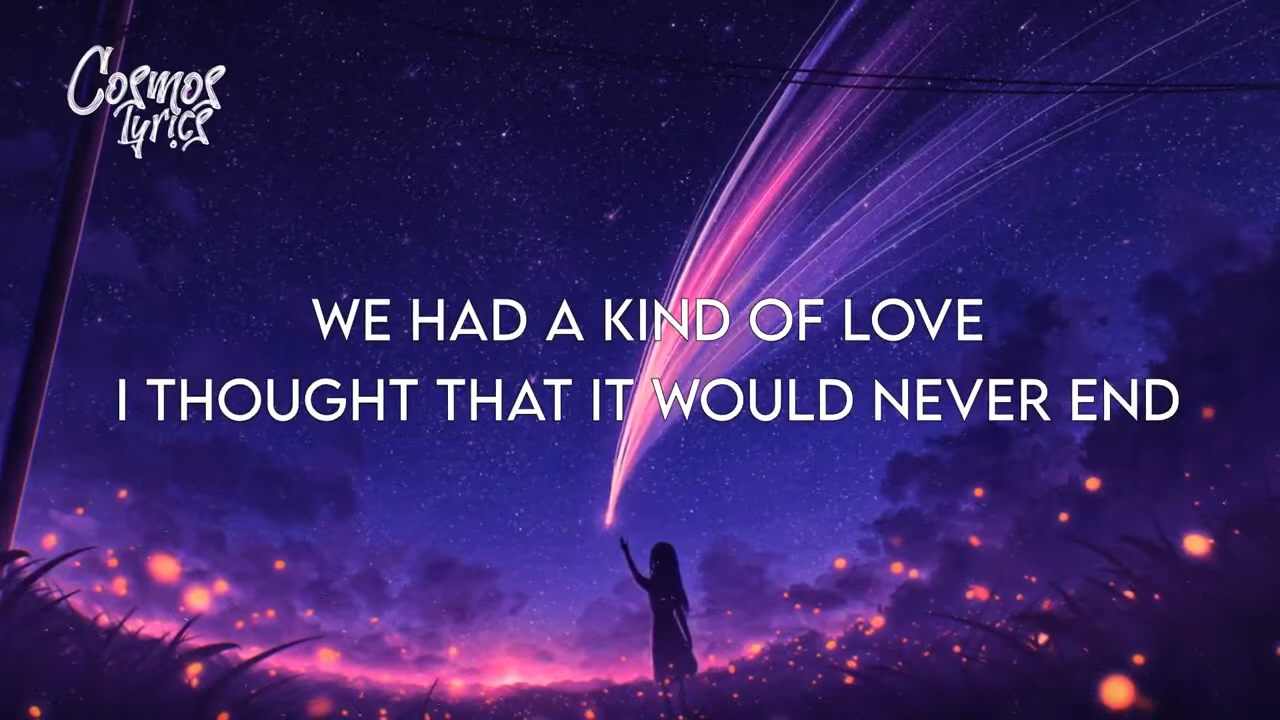 Cosmos
Lyrics
WE HAD A KIND OF LOVE
I THOUGHT THAT IT WOULD NEVER END